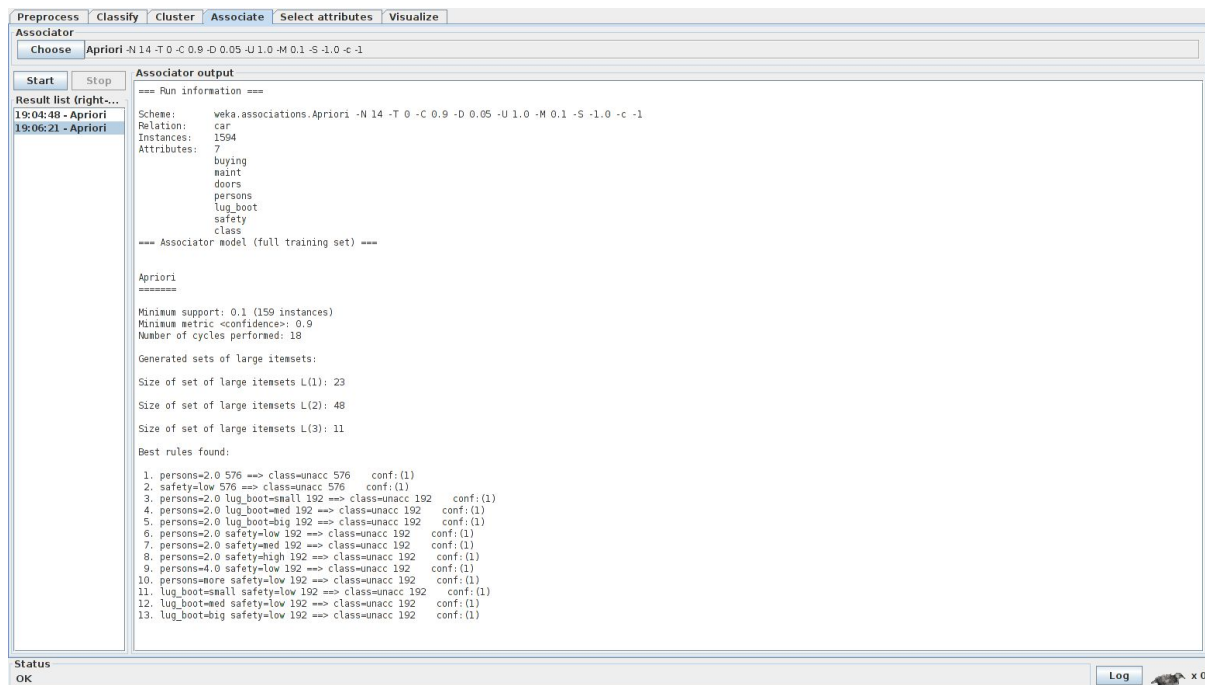 Preprocess Classify Cluster Associate Select attributes Visualize
Associator
Choose Apriori -N 14 -T 0 -C 0.9 -D 0.05 -U 1.0 -M 0.1 -S -1.0 -c -1
Start Stop
Result list (right-...
19:04:48 - Apriori
19:06:21 - Apriori
Associator output
=== Run information ===
Scheme: weka.associations.Apriori -N 14 -T 0 -C 0.9 -D 0.05 -U 1.0 -M 0.1 -S -1.0 -c -1
Relation: car
Instances: 1594
Attributes: 7
buying
maint
doors
persons
lug_boot
safety
class
=== Associator model (full training set) ===
Apriori
=======
Minimum support: 0.1 (159 instances)
Minimum metric <confidence>: 0.9
Number of cycles performed: 18
Generated sets of large itemsets:
Size of set of large itemsets L(1): 23
Size of set of large itemsets L(2): 48
Size of set of large itemsets L(3): 11
Best rules found:
1. persons=2.0 576 ==> class=unacc 576 conf:(1)
2. safety=low 576 ==> class=unacc 576 conf:(1)
3. persons=2.0 lug_boot=small 192 ==> class=unacc 192 conf:(1)
4. persons=2.0 lug_boot=med 192 ==> class=unacc 192 conf:(1)
5. persons=2.0 lug_boot=big 192 ==> class=unacc 192 conf:(1)
6. persons=2.0 safety=low 192 ==> class=unacc 192 conf:(1)
7. persons=2.0 safety=med 192 ==> class=unacc 192 conf:(1)
8. persons=2.0 safety=high 192 ==> class=unacc 192 conf:(1)
9. persons=4.0 safety=low 192 ==> class=unacc 192 conf:(1)
10. persons=more safety=low 192 ==> class=unacc 192 conf:(1)
11. lug_boot=small safety=low 192 ==> class=unacc 192 conf:(1)
12. lug_boot=med safety=low 192 ==> class=unacc 192 conf:(1)
13. lug_boot=big safety=low 192 ==> class=unacc 192 conf:(1)
Status
OK
Log x 0